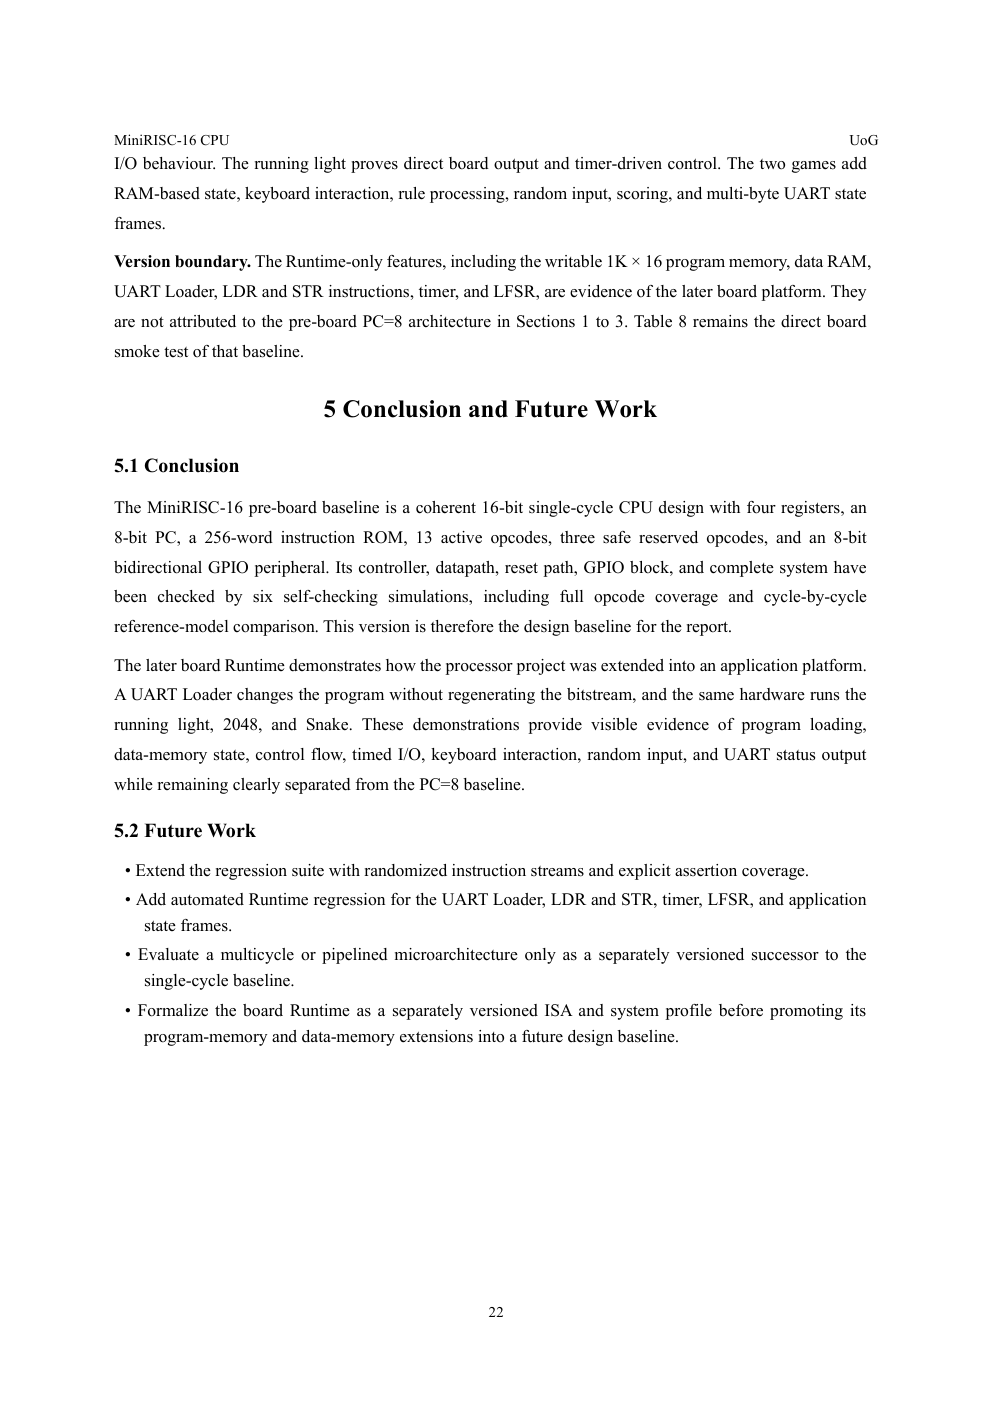 MiniRISC-16 CPU UoG
I/O behaviour. The running light proves direct board output and timer-driven control. The two games add
RAM-based state, keyboard interaction, rule processing, random input, scoring, and multi-byte UART state
frames.
Version boundary. The Runtime-only features, including the writable 1K × 16 program memory, data RAM,
UART Loader, LDR and STR instructions, timer, and LFSR, are evidence of the later board platform. They
are not attributed to the pre-board PC=8 architecture in Sections 1 to 3. Table 8 remains the direct board
smoke test of that baseline.
5 Conclusion and Future Work
5.1 Conclusion
The MiniRISC-16 pre-board baseline is a coherent 16-bit single-cycle CPU design with four registers, an
8-bit PC, a 256-word instruction ROM, 13 active opcodes, three safe reserved opcodes, and an 8-bit
bidirectional GPIO peripheral. Its controller, datapath, reset path, GPIO block, and complete system have
been checked by six self-checking simulations, including full opcode coverage and cycle-by-cycle
reference-model comparison. This version is therefore the design baseline for the report.
The later board Runtime demonstrates how the processor project was extended into an application platform.
A UART Loader changes the program without regenerating the bitstream, and the same hardware runs the
running light, 2048, and Snake. These demonstrations provide visible evidence of program loading,
data-memory state, control flow, timed I/O, keyboard interaction, random input, and UART status output
while remaining clearly separated from the PC=8 baseline.
5.2 Future Work
• Extend the regression suite with randomized instruction streams and explicit assertion coverage.
• Add automated Runtime regression for the UART Loader, LDR and STR, timer, LFSR, and application
state frames.
• Evaluate a multicycle or pipelined microarchitecture only as a separately versioned successor to the
single-cycle baseline.
• Formalize the board Runtime as a separately versioned ISA and system profile before promoting its
program-memory and data-memory extensions into a future design baseline.
22